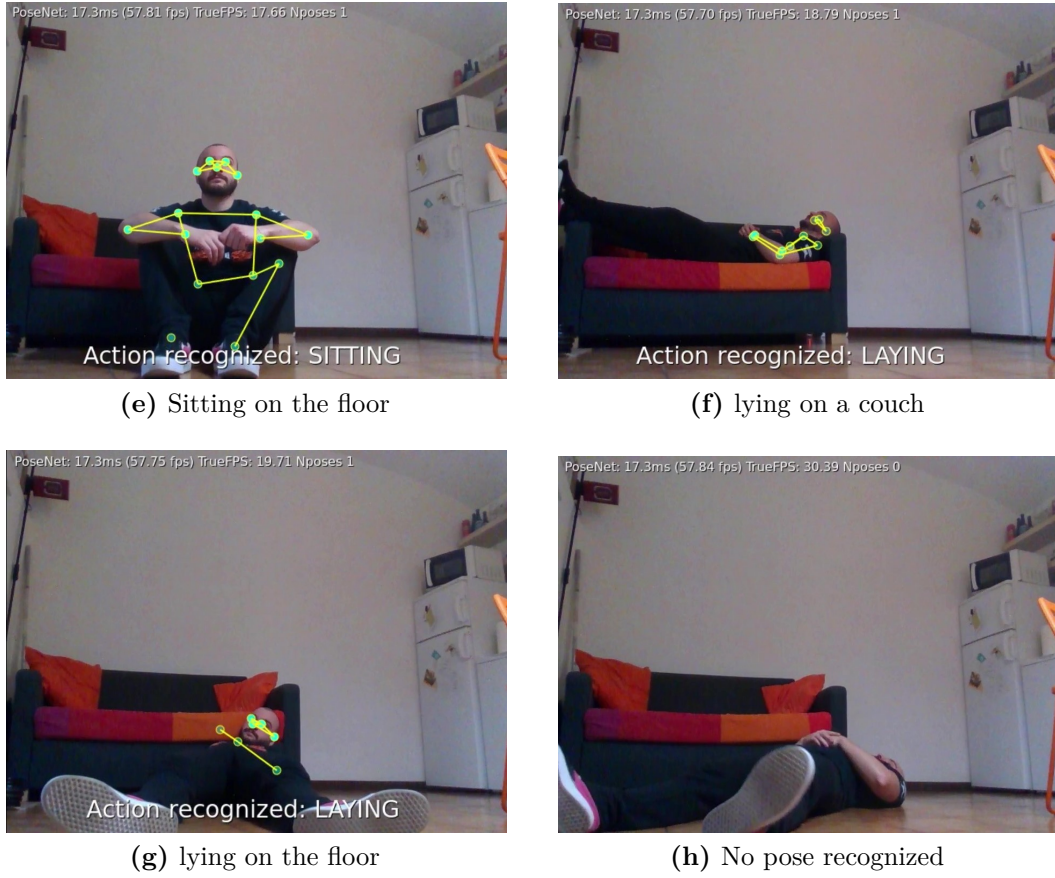 PoseNet: 17.3ms (57.81 fps) TrueFPS: 17.66 Nposes 1
Action recognized: SITTING
(e) Sitting on the floor
PoseNet: 17.3ms (57.70 fps) TrueFPS: 18.79 Nposes 1
Action recognized: LAYING
(f) lying on a couch
PoseNet: 17.3ms (57.75 fps) TrueFPS: 19.71 Nposes 1
Action recognized: LAYING
(g) lying on the floor
PoseNet: 17.3ms (57.84 fps) TrueFPS: 30.39 Nposes 0
(h) No pose recognized